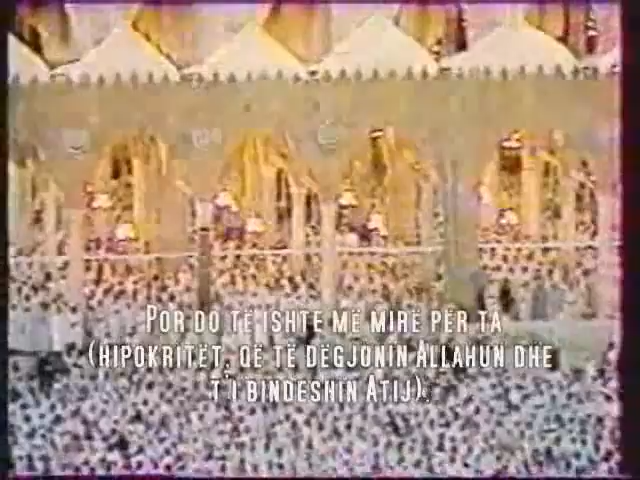 POR DO TË ISHTE MË MIRË PËR TA
(HIPOKRITËT, QË TË DËGJONIN ALLAHUN DHE
T'I BINDESHIN ATIJ).